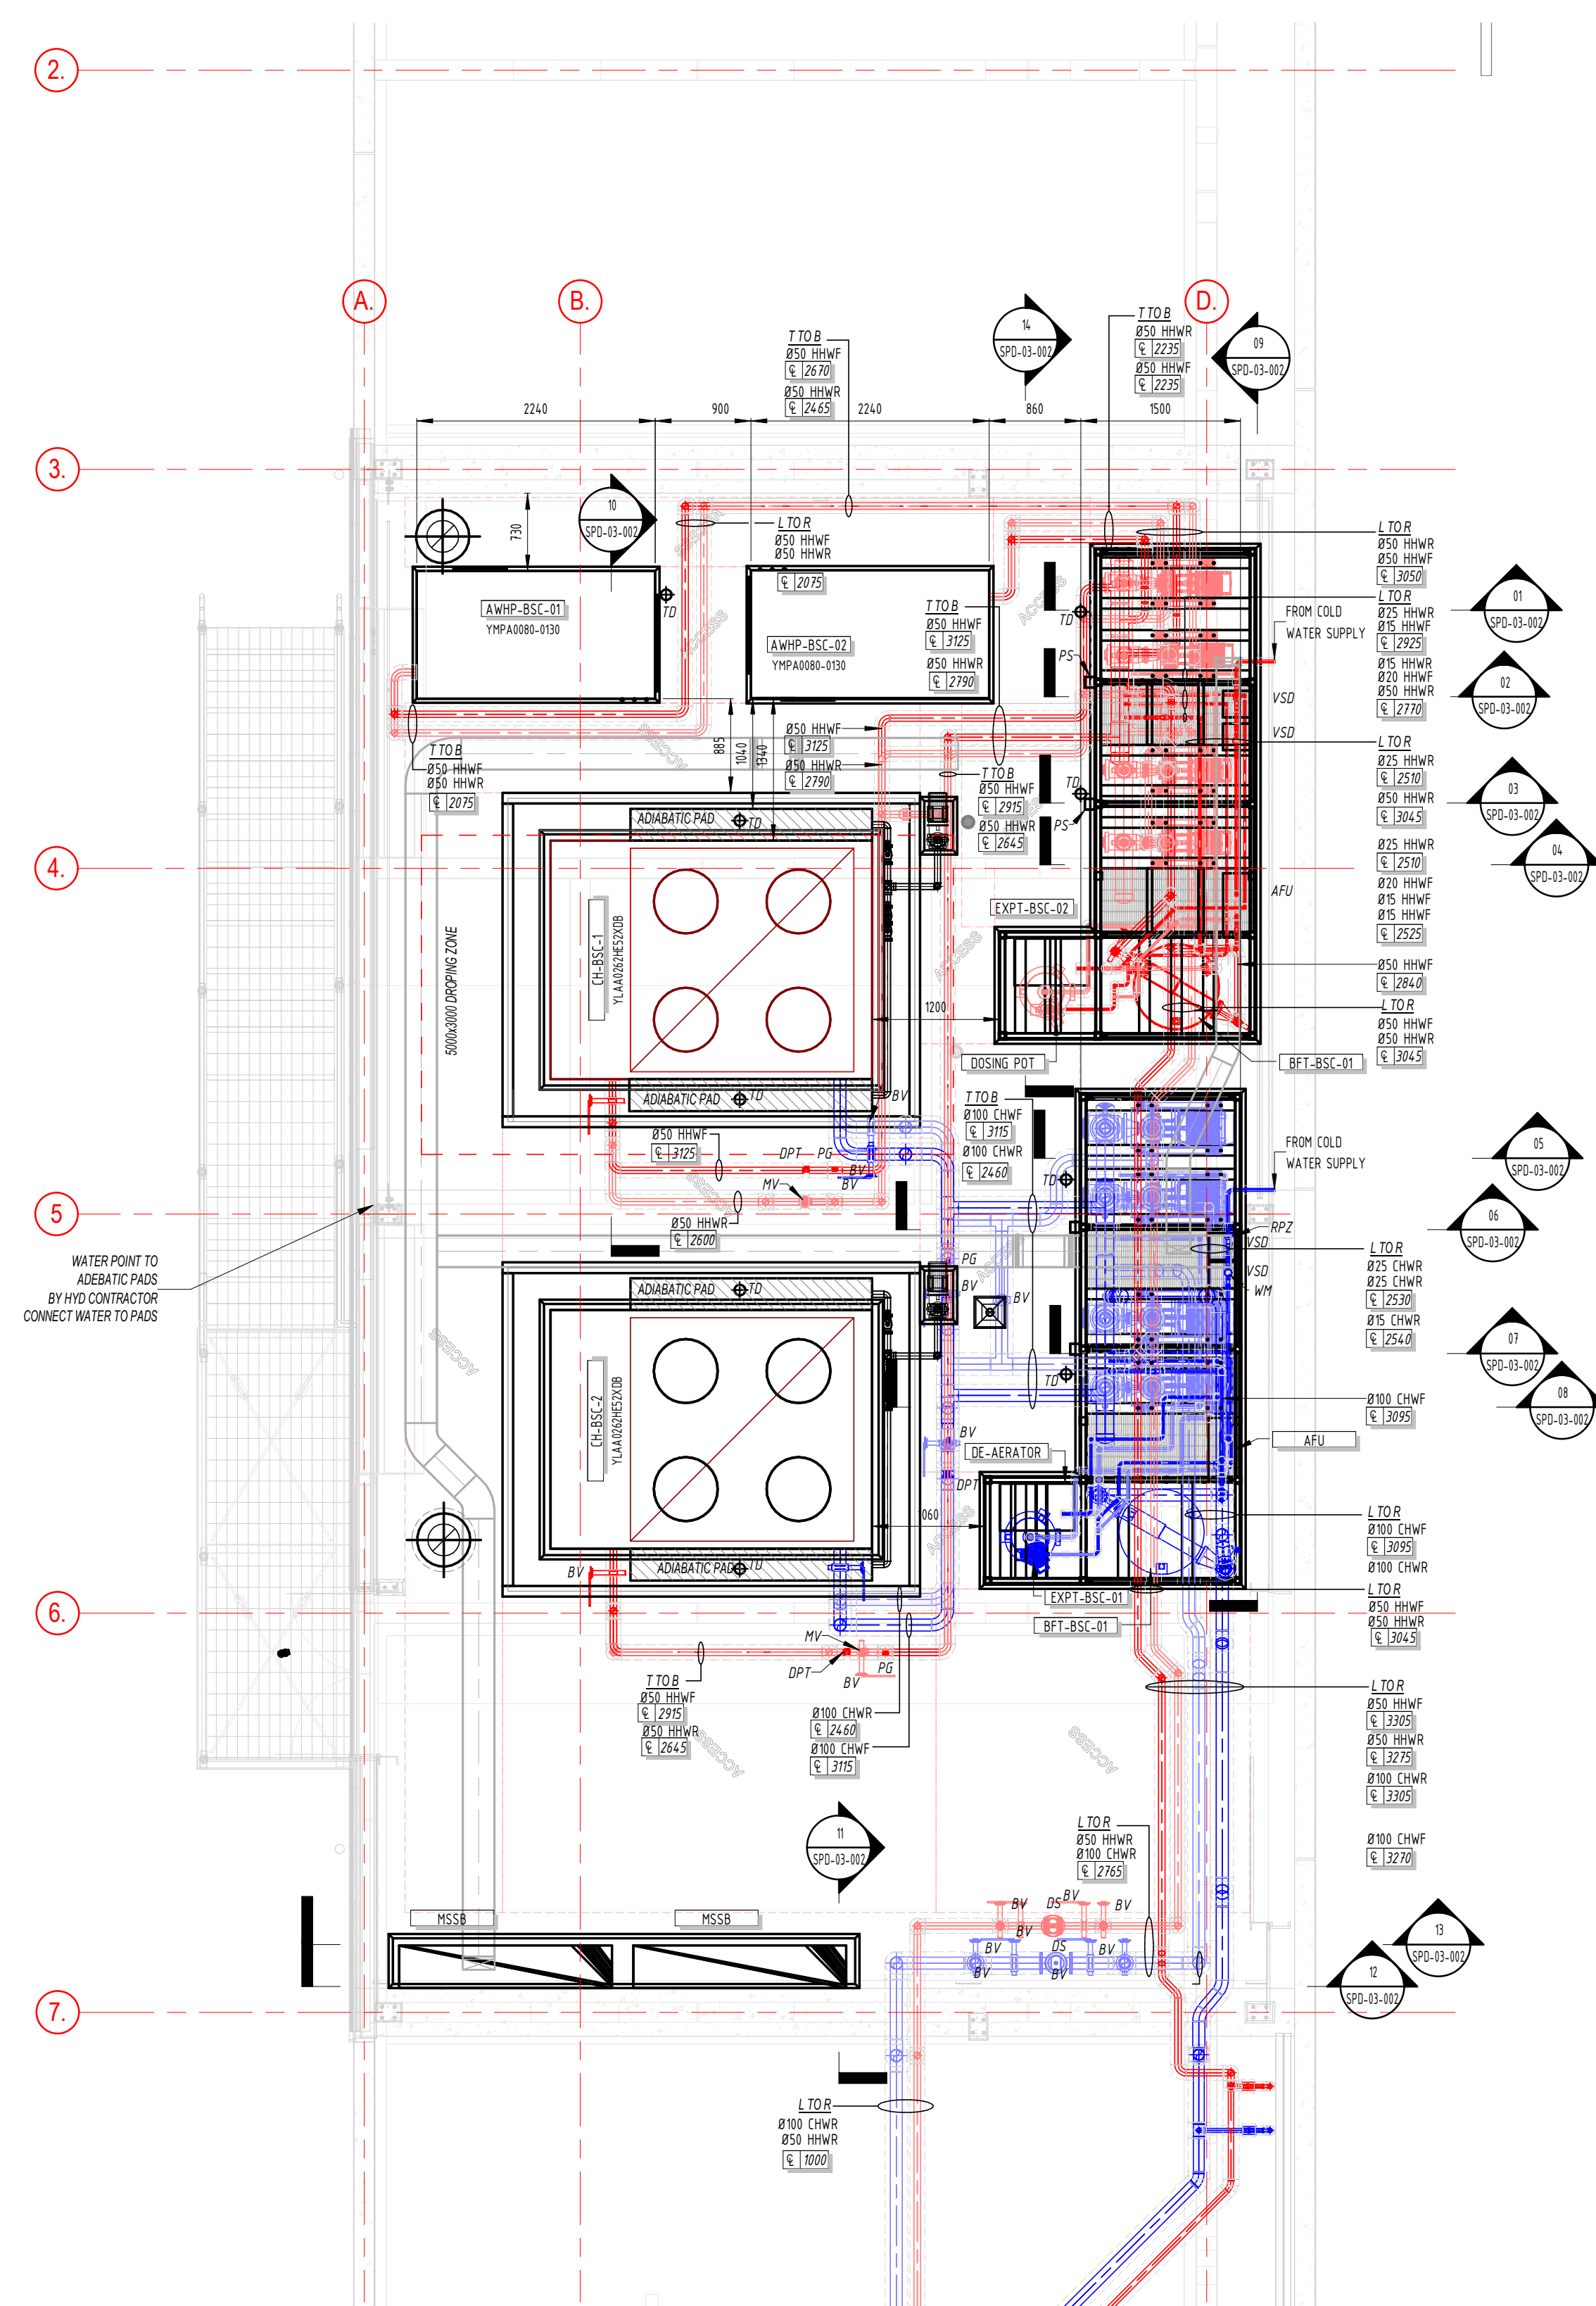 2.
A.
B.
D.
T TO B
Ø50 HHWF
℄ 2670
Ø50 HHWR
℄ 2465
14
SPD-03-002
T TO B
Ø50 HHWR
℄ 2235
Ø50 HHWF
℄ 2235
09
SPD-03-002
2240
900
2240
860
1500
3.
730
10
SPD-03-002
L TO R
Ø50 HHWF
Ø50 HHWR
℄ 2075
ACCESS
AWHP-BSC-01
YMPA0080-0130
TD
ACCESS
AWHP-BSC-02
YMPA0080-0130
T TO B
Ø50 HHWF
℄ 3125
Ø50 HHWR
℄ 2790
ACCESS
TD
PS
L TO R
Ø50 HHWR
Ø50 HHWF
℄ 3050
L TO R
Ø25 HHWR
Ø15 HHWF
℄ 2925
Ø15 HHWR
Ø20 HHWF
Ø50 HHWR
℄ 2770
FROM COLD
WATER SUPPLY
VSD
VSD
01
SPD-03-002
02
SPD-03-002
T TO B
Ø50 HHWF
Ø50 HHWR
℄ 2075
ACCESS
885
1040
1340
Ø50 HHWF
℄ 3125
Ø50 HHWR
℄ 2790
T TO B
Ø50 HHWF
℄ 2915
Ø50 HHWR
℄ 2645
TD
PS
L TO R
Ø25 HHWR
℄ 2510
Ø50 HHWR
℄ 3045
Ø25 HHWR
℄ 2510
Ø20 HHWF
Ø15 HHWF
Ø15 HHWF
℄ 2525
Ø50 HHWF
℄ 2840
L TO R
Ø50 HHWF
Ø50 HHWR
℄ 3045
03
SPD-03-002
04
SPD-03-002
AFU
4.
ADIABATIC PAD
TD
5000x3000 DROPING ZONE
CH-BSC-1
YLAA0262HE52XDB
EXPT-BSC-02
ACCESS
1200
DOSING POT
BFT-BSC-01
ADIABATIC PAD
TD
BV
T TO B
Ø100 CHWF
℄ 3115
Ø100 CHWR
℄ 2460
Ø50 HHWF
℄ 3125
DPT
PG
BV
BV
MV
ACCESS
Ø50 HHWR
℄ 2600
TD
FROM COLD
WATER SUPPLY
05
SPD-03-002
06
SPD-03-002
5
RPZ
VSD
VSD
WM
L TO R
Ø25 CHWR
Ø25 CHWR
℄ 2530
Ø15 CHWR
℄ 2540
WATER POINT TO
ADEBATIC PADS
BY HYD CONTRACTOR
CONNECT WATER TO PADS
ADIABATIC PAD
TD
PG
BV
ACCESS
BV
07
SPD-03-002
08
SPD-03-002
ACCESS
CH-BSC-2
YLAA0262HE52XDB
TD
Ø100 CHWF
℄ 3095
AFU
BV
DE-AERATOR
DPT
1060
ACCESS
L TO R
Ø100 CHWF
℄ 3095
Ø100 CHWR
L TO R
Ø50 HHWF
Ø50 HHWR
℄ 3045
BV
ADIABATIC PAD
TD
EXPT-BSC-01
BFT-BSC-01
6.
MV
DPT
PG
BV
T TO B
Ø50 HHWF
℄ 2915
Ø50 HHWR
℄ 2645
ACCESS
Ø100 CHWR
℄ 2460
Ø100 CHWF
℄ 3115
ACCESS
L TO R
Ø50 HHWF
℄ 3305
Ø50 HHWR
℄ 3275
Ø100 CHWR
℄ 3305
Ø100 CHWF
℄ 3270
11
SPD-03-002
L TO R
Ø50 HHWR
Ø100 CHWR
℄ 2765
MSSB
MSSB
BV
DS
BV
BV
BV
BV
DS
BV
BV
BV
13
SPD-03-002
12
SPD-03-002
7.
L TO R
Ø100 CHWR
Ø50 HHWR
℄ 1000